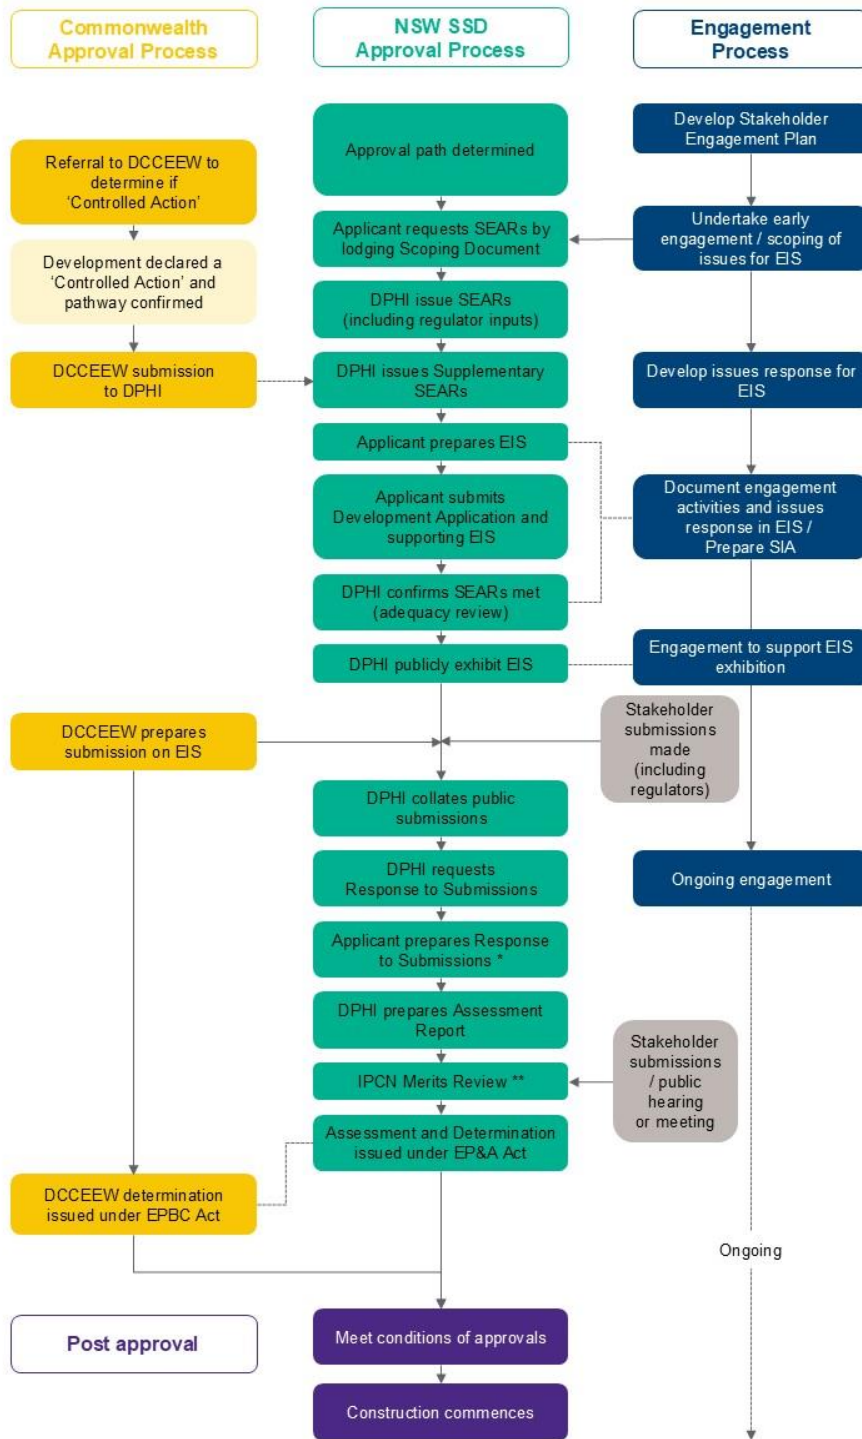 Commonwealth
Approval Process
NSW SSD
Approval Process
Engagement
Process
Approval path determined
Develop Stakeholder
Engagement Plan
Referral to DCCEEW to
determine if
‘Controlled Action’
Applicant requests SEARs by
lodging Scoping Document
Undertake early
engagement / scoping of
issues for EIS
Development declared a
‘Controlled Action’ and
pathway confirmed
DPHI issue SEARs
(including regulator inputs)
DCCEEW submission
to DPHI
DPHI issues Supplementary
SEARs
Develop issues response for
EIS
Applicant prepares EIS
Applicant submits
Development Application and
supporting EIS
Document engagement
activities and issues
response in EIS /
Prepare SIA
DPHI confirms SEARs met
(adequacy review)
DPHI publicly exhibit EIS
Engagement to support EIS
exhibition
DCCEEW prepares
submission on EIS
Stakeholder
submissions
made
(including
regulators)
DPHI collates public
submissions
DPHI requests
Response to Submissions
Ongoing engagement
Applicant prepares Response
to Submissions *
DPHI prepares Assessment
Report
IPCN Merits Review **
Stakeholder
submissions
/ public
hearing
or meeting
Assessment and Determination
issued under EP&A Act
DCCEEW determination
issued under EPBC Act
Ongoing
Post approval
Meet conditions of approvals
Construction commences